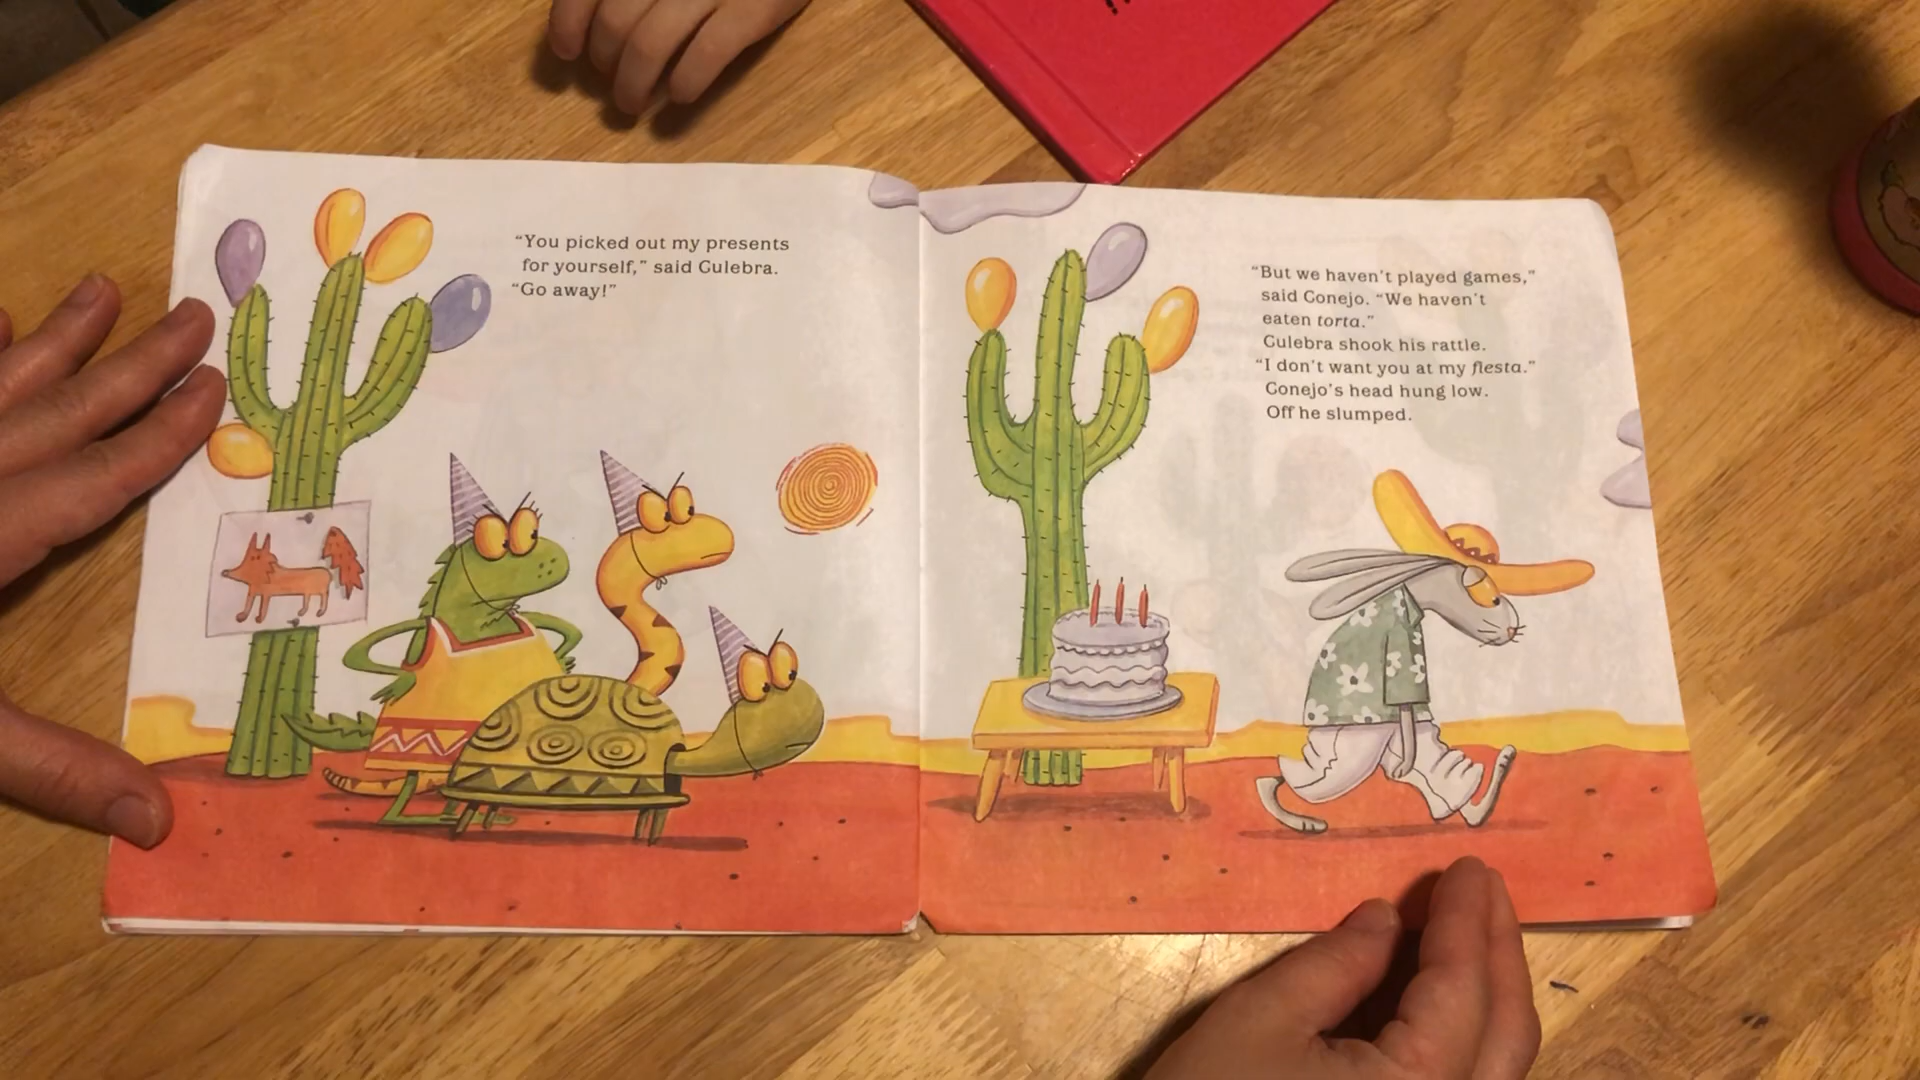 “You picked out my presents
for yourself,” said Culebra.
“Go away!”
“But we haven't played games,”
said Conejo. “We haven't
eaten torta.”
Culebra shook his rattle.
“I don't want you at my fiesta.”
Conejo's head hung low.
Off he slumped.